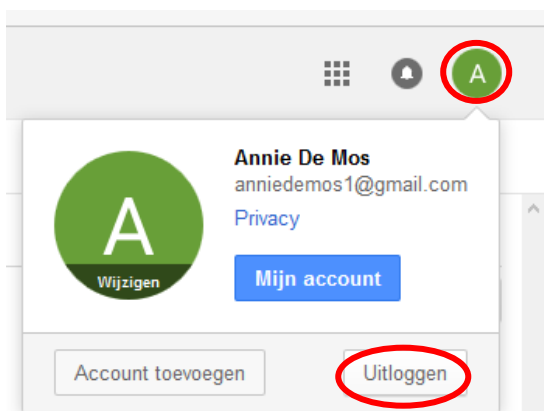 A
Annie De Mos
anniedemos1@gmail.com
Privacy
A
Wijzigen
Mijn account
Account toevoegen
Uitloggen